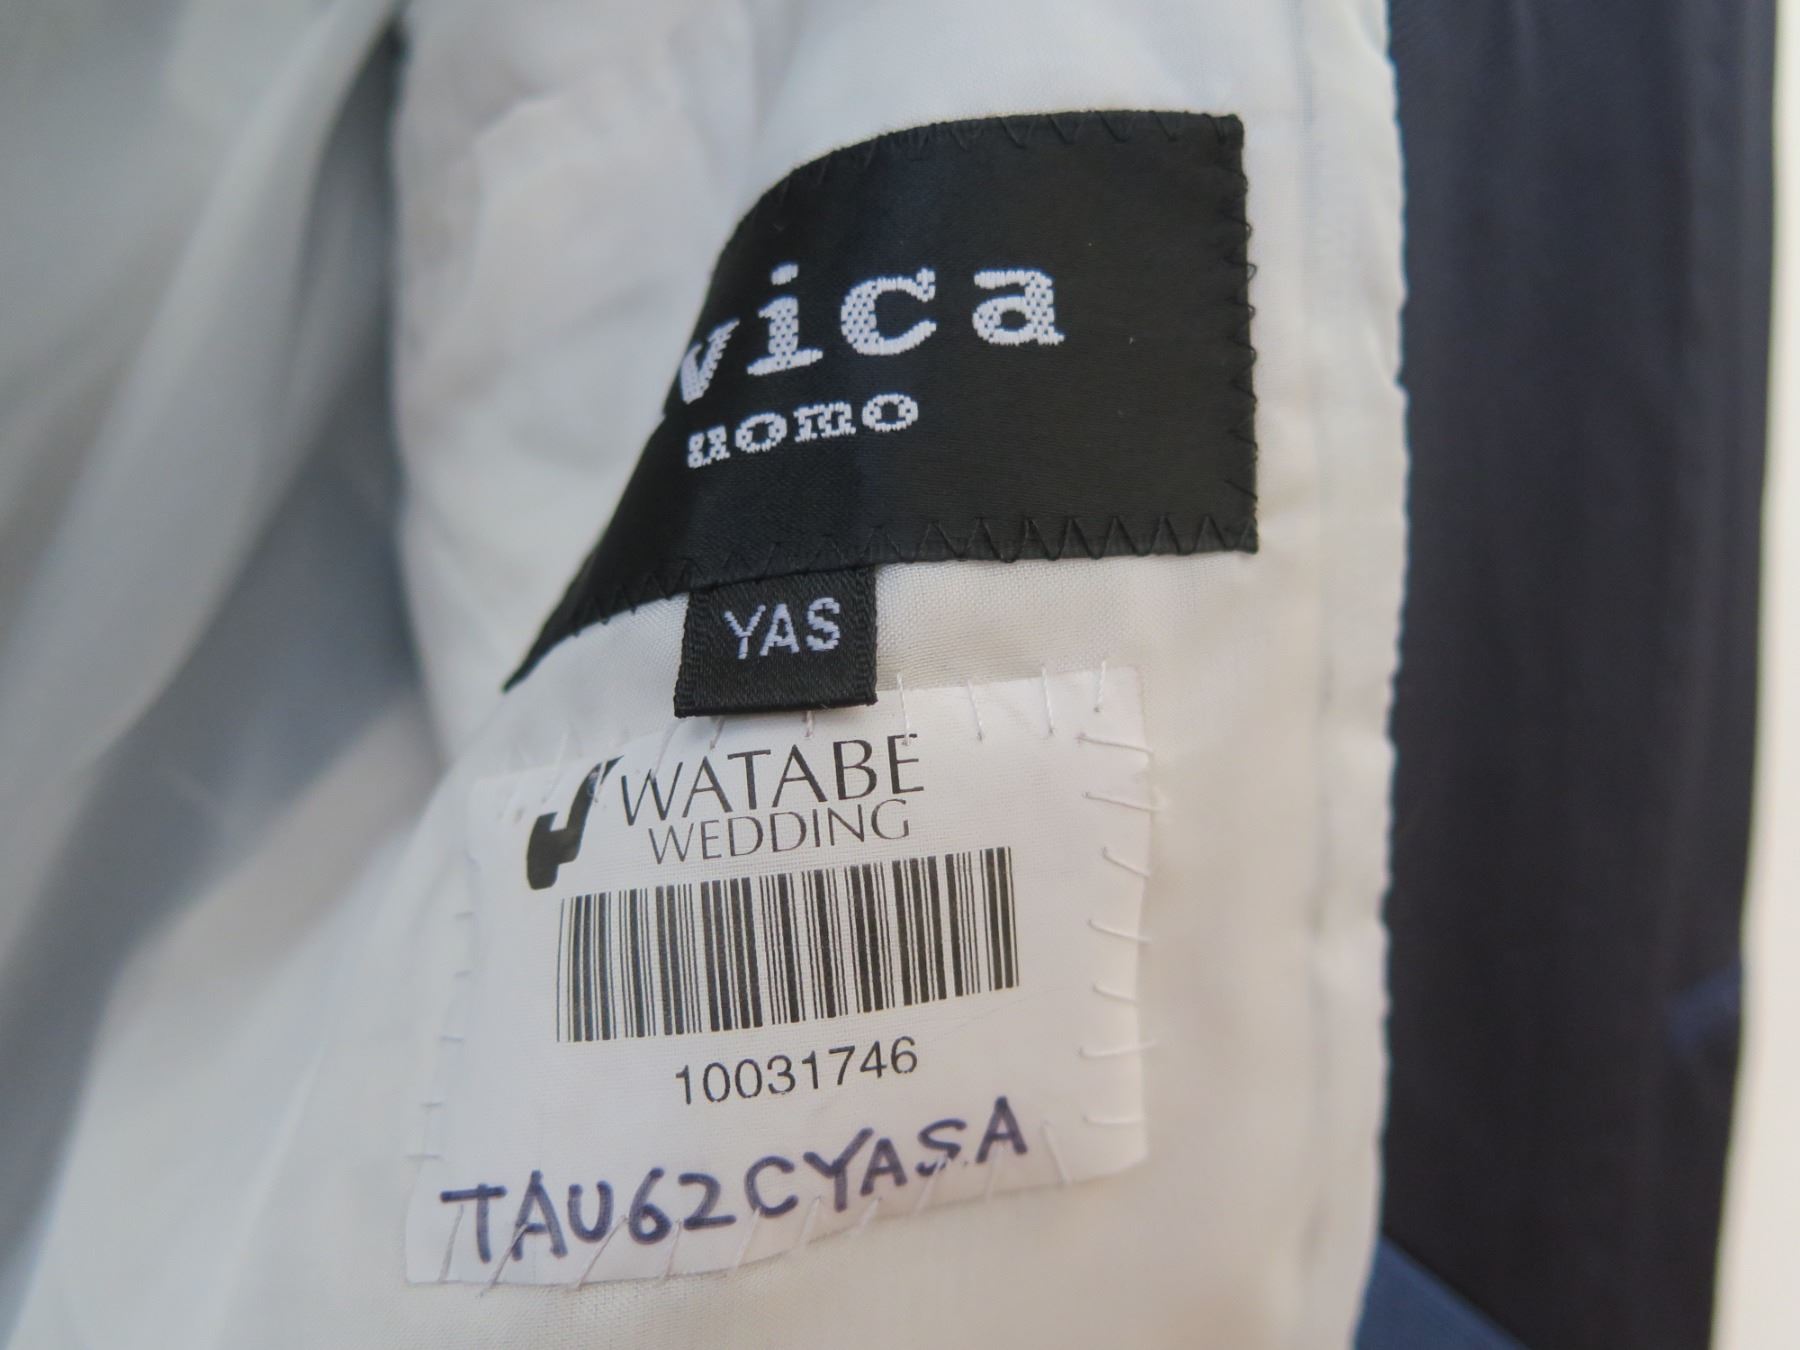 vica
uomo
YAS
WATABE
WEDDING
10031746
TAU62CYASA